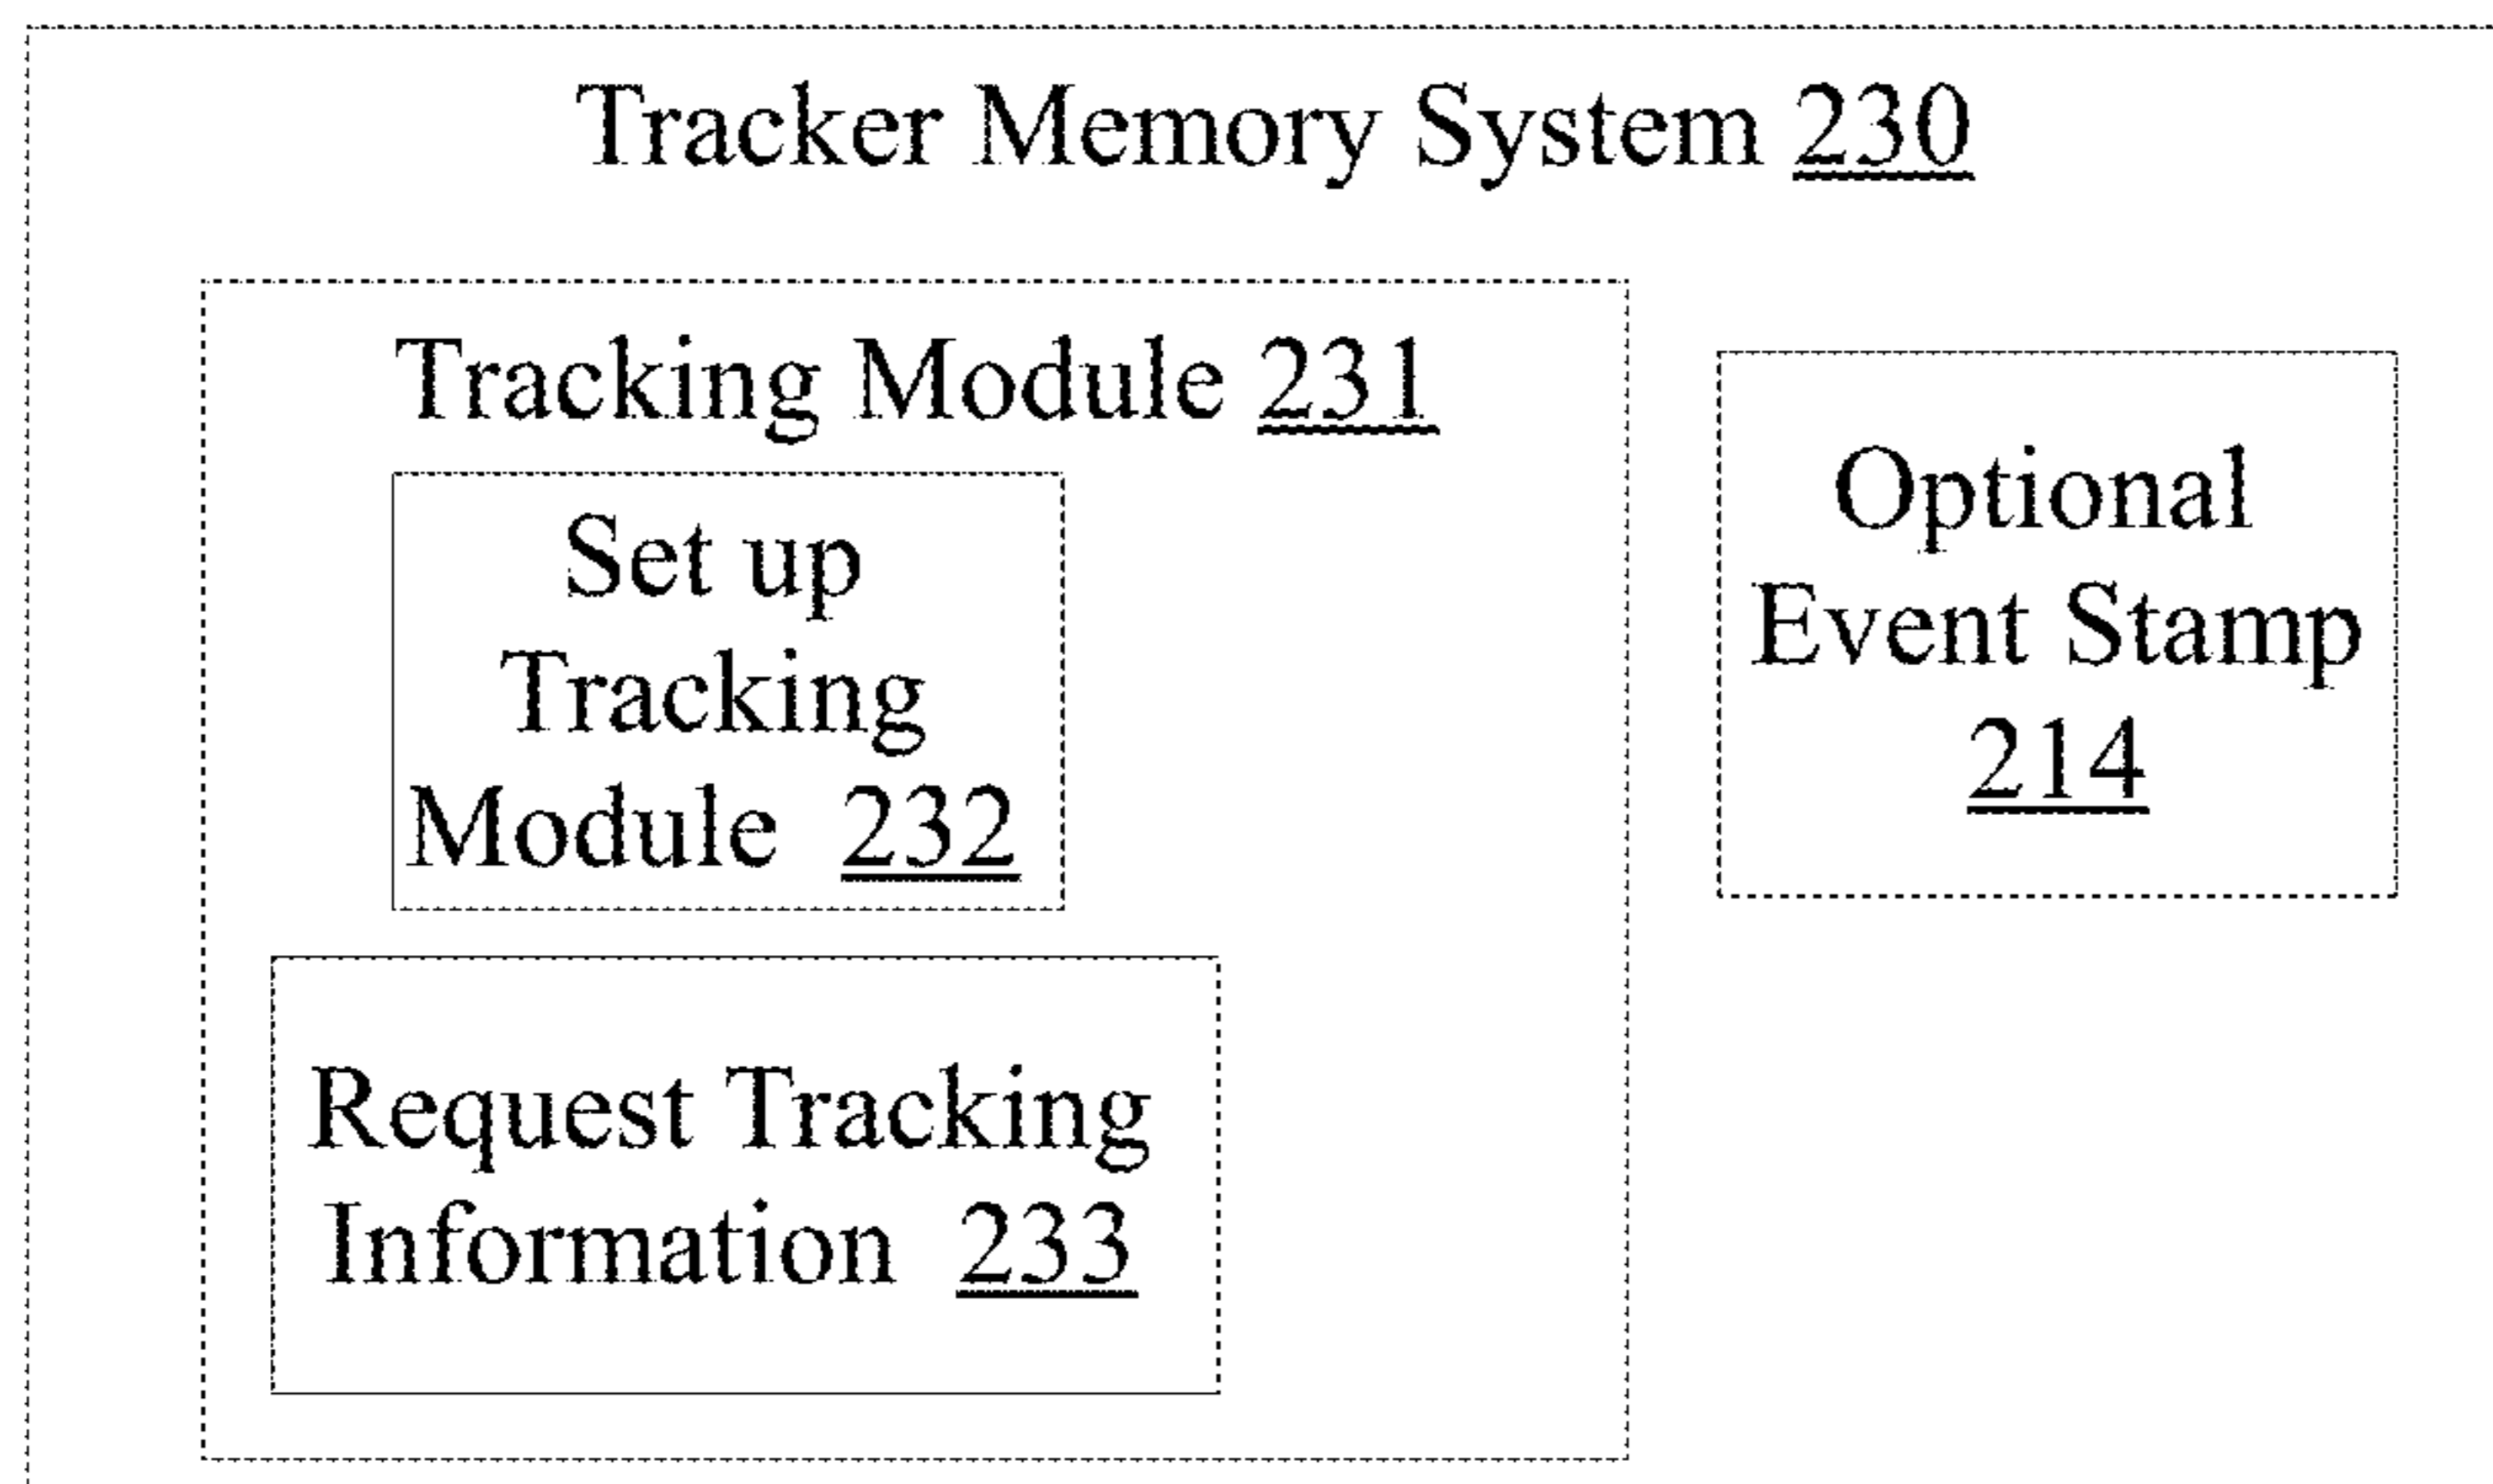 Tracker Memory System 230
Tracking Module 231
Set up
Tracking
Module 232
Request Tracking
Information 233
Optional
Event Stamp
214